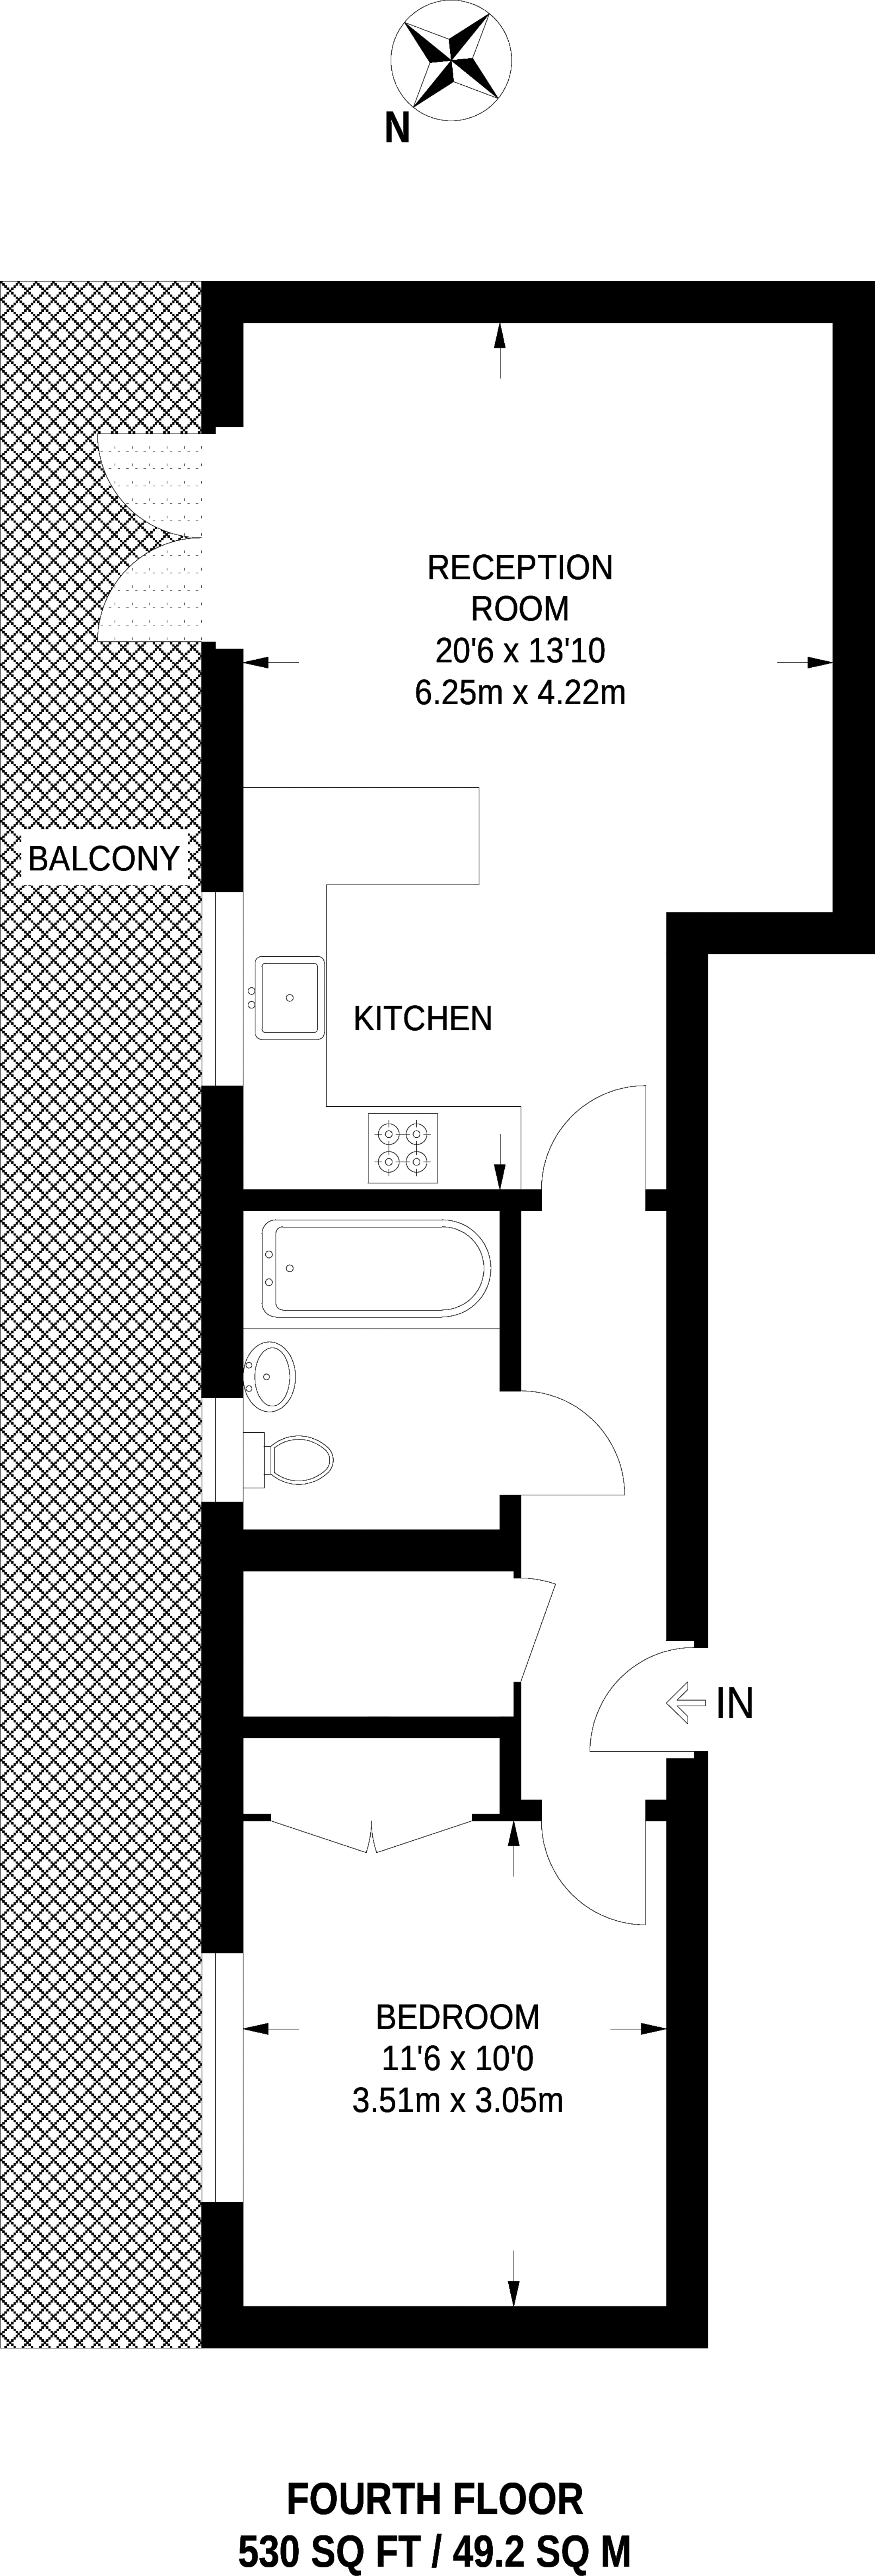 N
RECEPTION
ROOM
20'6 x 13'10
6.25m x 4.22m
BALCONY
KITCHEN
IN
BEDROOM
11'6 x 10'0
3.51m x 3.05m
FOURTH FLOOR
530 SQ FT / 49.2 SQ M